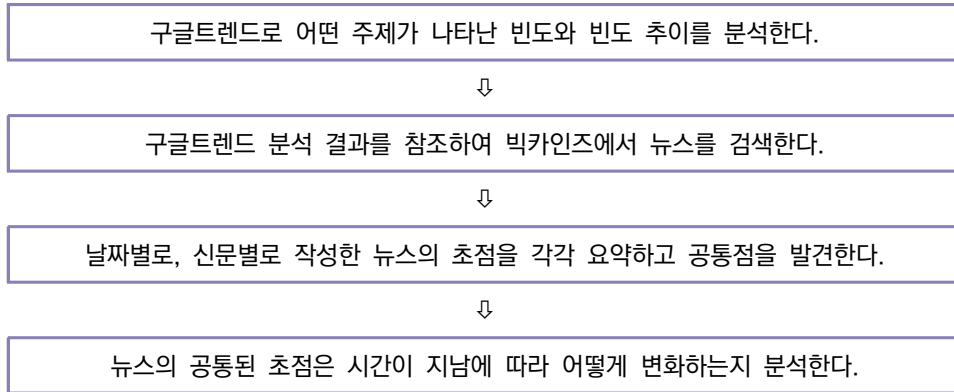 구글트렌드로 어떤 주제가 나타난 빈도와 빈도 추이를 분석한다.
⇩
구글트렌드 분석 결과를 참조하여 빅카인즈에서 뉴스를 검색한다.
⇩
날짜별로, 신문별로 작성한 뉴스의 초점을 각각 요약하고 공통점을 발견한다.
⇩
뉴스의 공통된 초점은 시간이 지남에 따라 어떻게 변화하는지 분석한다.